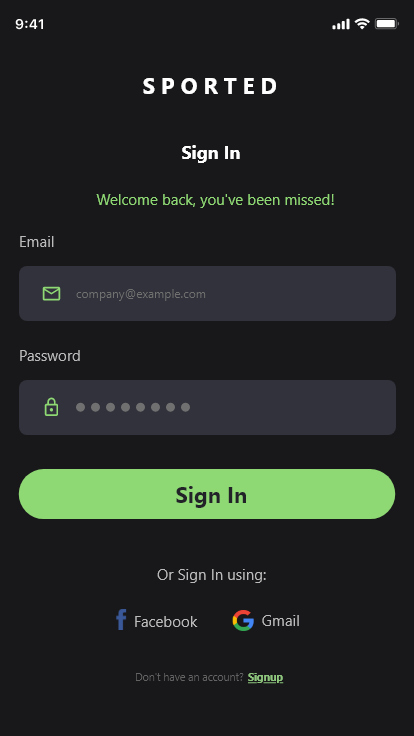 9:41
SPORTED
Sign In
Welcome back, you've been missed!
Email
company@example.com
Password
Sign In
Or Sign In using:
Facebook Gmail
Don't have an account? Signup